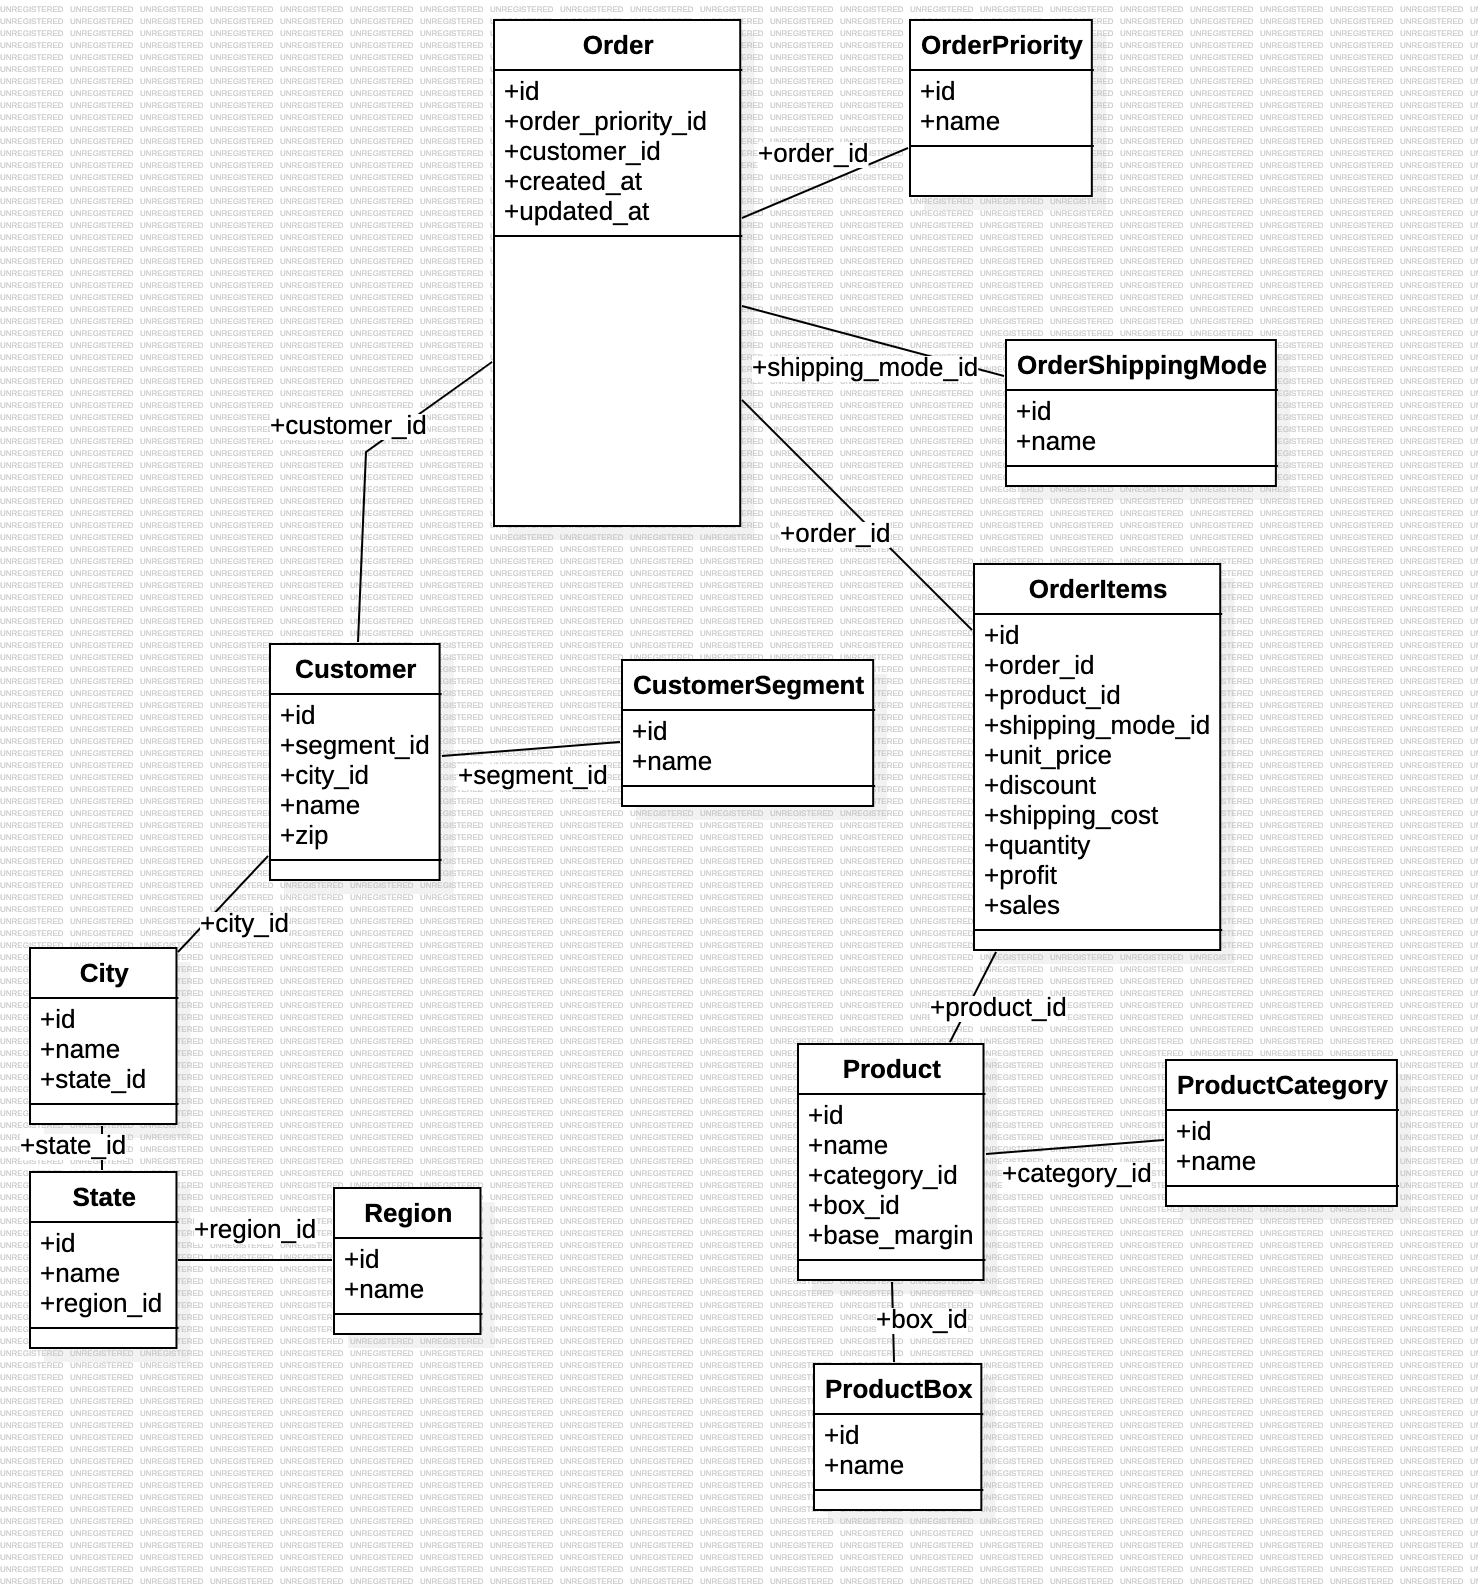 Order
+id
+order_priority_id
+customer_id
+created_at
+updated_at
OrderPriority
+id
+name
+order_id
+shipping_mode_id
OrderShippingMode
+id
+name
+customer_id
+order_id
OrderItems
+id
+order_id
+product_id
+shipping_mode_id
+unit_price
+discount
+shipping_cost
+quantity
+profit
+sales
Customer
+id
+segment_id
+city_id
+name
+zip
+segment_id
CustomerSegment
+id
+name
+city_id
City
+id
+name
+state_id
+state_id
State
+id
+name
+region_id
+region_id
Region
+id
+name
+product_id
Product
+id
+name
+category_id
+box_id
+base_margin
+category_id
ProductCategory
+id
+name
+box_id
ProductBox
+id
+name
UNREGISTERED